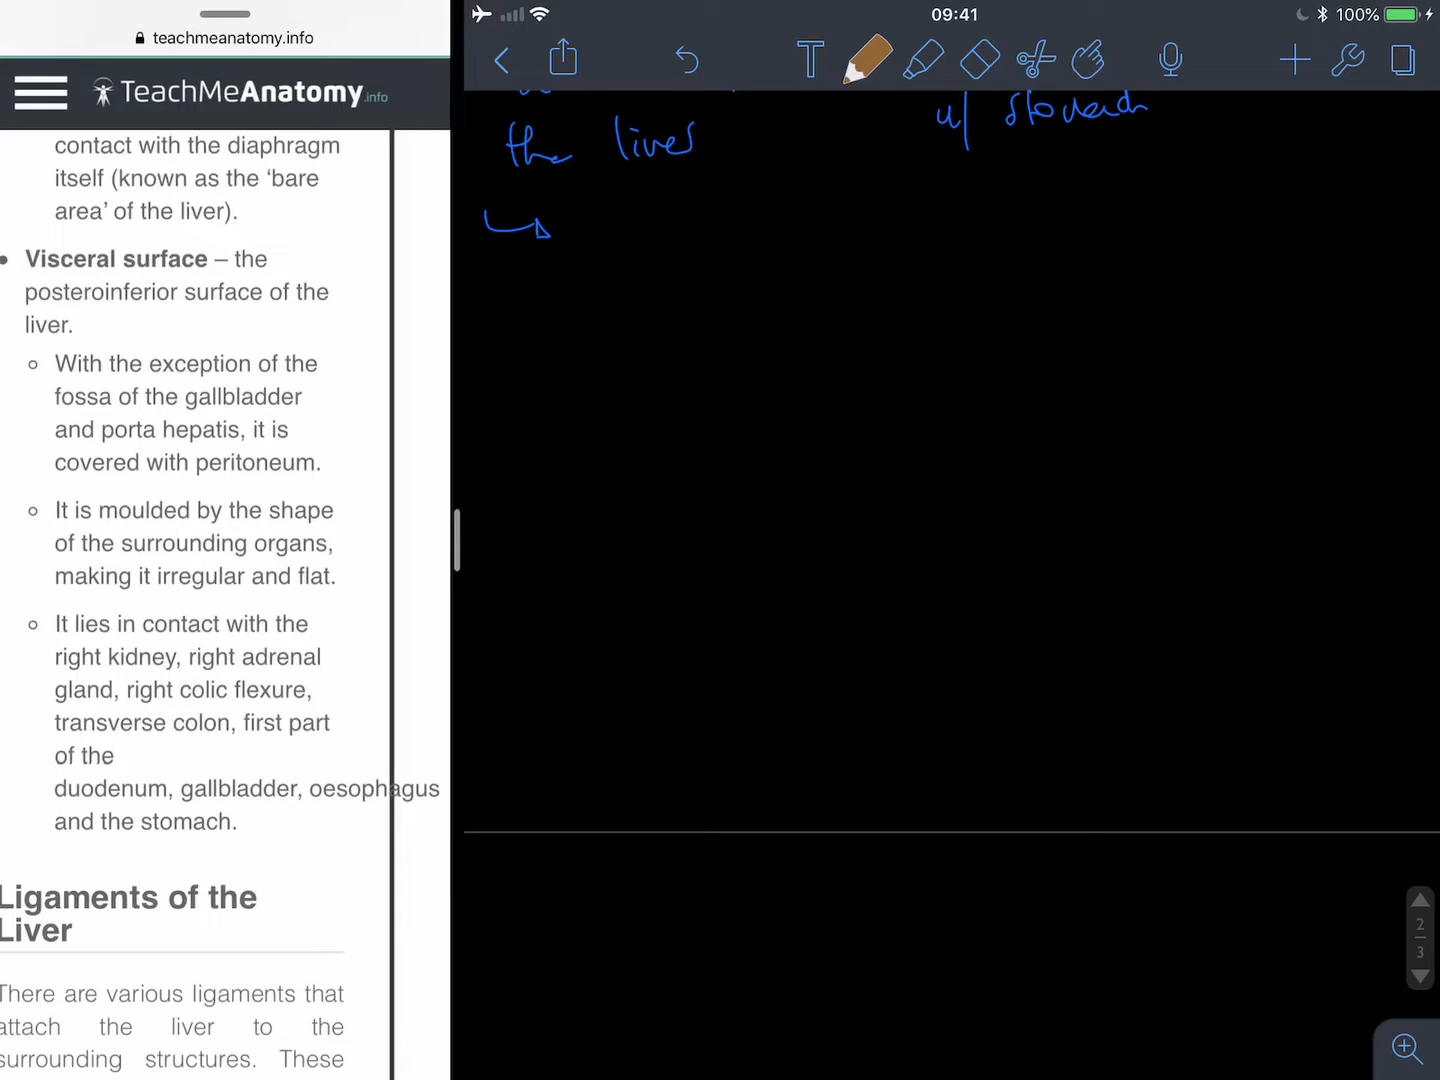 teachmeanatomy.info
TeachMeAnatomy.info
contact with the diaphragm
itself (known as the ‘bare
area’ of the liver).
Visceral surface – the
posteroinferior surface of the
liver.
With the exception of the
fossa of the gallbladder
and porta hepatis, it is
covered with peritoneum.
It is moulded by the shape
of the surrounding organs,
making it irregular and flat.
It lies in contact with the
right kidney, right adrenal
gland, right colic flexure,
transverse colon, first part
of the
duodenum, gallbladder, oesophagus
and the stomach.
Ligaments of the
Liver
There are various ligaments that
attach the liver to the
surrounding structures. These
09:41
100%
T
w/ stomach
the liver
2
3